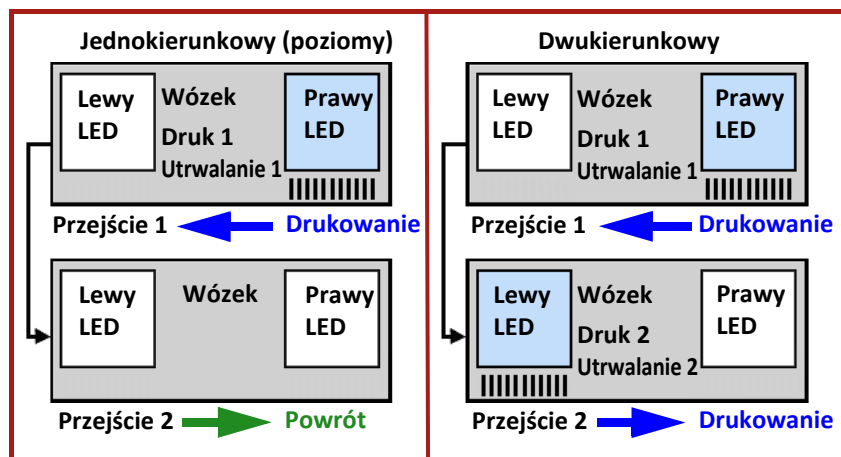 Jednokierunkowy (poziomy)
Lewy LED
Wózek
Druk 1
Utrwalanie 1
Prawy LED
Przejście 1
Drukowanie
Lewy LED
Wózek
Prawy LED
Przejście 2
Powrót
Dwukierunkowy
Lewy LED
Wózek
Druk 1
Utrwalanie 1
Prawy LED
Przejście 1
Drukowanie
Lewy LED
Wózek
Druk 2
Utrwalanie 2
Prawy LED
Przejście 2
Drukowanie